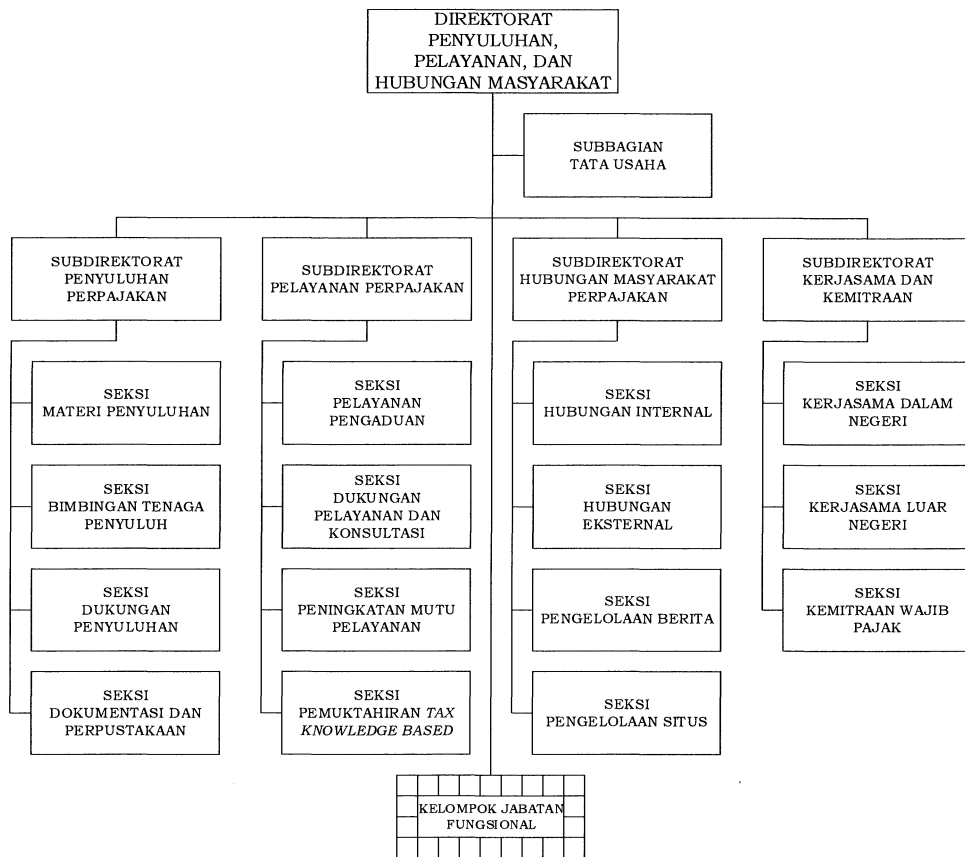 DIREKTORAT
PENYULUHAN,
PELAYANAN, DAN
HUBUNGAN MASYARAKAT
SUBBAGIAN
TATA USAHA
SUBDIREKTORAT
PENYULUHAN
PERPAJAKAN
SUBDIREKTORAT
PELAYANAN PERPAJAKAN
SUBDIREKTORAT
HUBUNGAN MASYARAKAT
PERPAJAKAN
SUBDIREKTORAT
KERJASAMA DAN
KEMITRAAN
SEKSI
MATERI PENYULUHAN
SEKSI
PELAYANAN
PENGADUAN
SEKSI
HUBUNGAN INTERNAL
SEKSI
KERJASAMA DALAM
NEGERI
SEKSI
BIMBINGAN TENAGA
PENYULUH
SEKSI
DUKUNGAN
PELAYANAN DAN
KONSULTASI
SEKSI
HUBUNGAN
EKSTERNAL
SEKSI
KERJASAMA LUAR
NEGERI
SEKSI
DUKUNGAN
PENYULUHAN
SEKSI
PENINGKATAN MUTU
PELAYANAN
SEKSI
PENGELOLAAN BERITA
SEKSI
KEMITRAAN WAJIB
PAJAK
SEKSI
DOKUMENTASI DAN
PERPUSTAKAAN
SEKSI
PEMUKTAHIRAN TAX
KNOWLEDGE BASED
SEKSI
PENGELOLAAN SITUS
KELOMPOK JABATAN
FUNGSIONAL